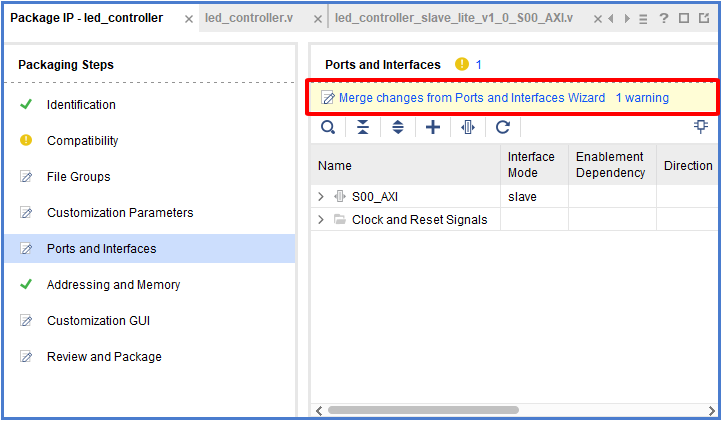 Package IP - led_controller
led_controller.v
led_controller_slave_lite_v1_0_S00_AXI.v
Packaging Steps
Identification
Compatibility
File Groups
Customization Parameters
Ports and Interfaces
Addressing and Memory
Customization GUI
Review and Package
Ports and Interfaces 1
Merge changes from Ports and Interfaces Wizard 1 warning
Name
Interface
Mode
Enablement
Dependency
Direction
S00_AXI slave
Clock and Reset Signals